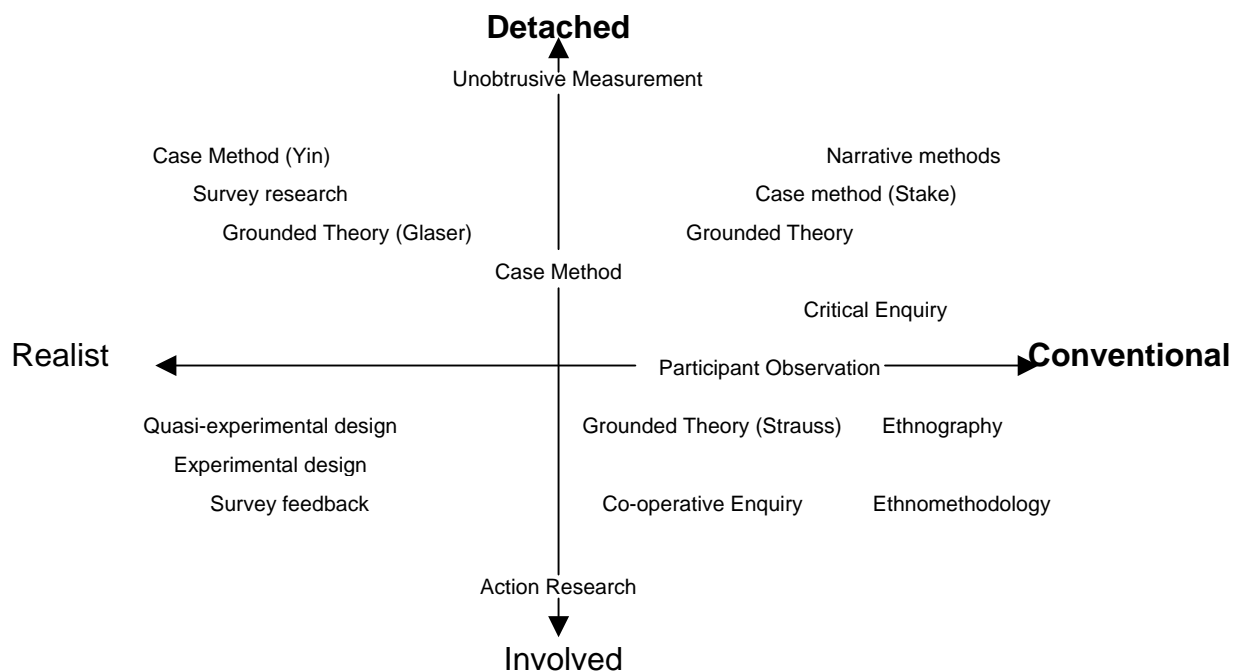 Detached
Unobtrusive Measurement
Case Method (Yin)
Narrative methods
Survey research
Case method (Stake)
Grounded Theory (Glaser)
Grounded Theory
Case Method
Critical Enquiry
Realist
Participant Observation
Conventional
Quasi-experimental design
Grounded Theory (Strauss)
Ethnography
Experimental design
Survey feedback
Co-operative Enquiry
Ethnomethodology
Action Research
Involved